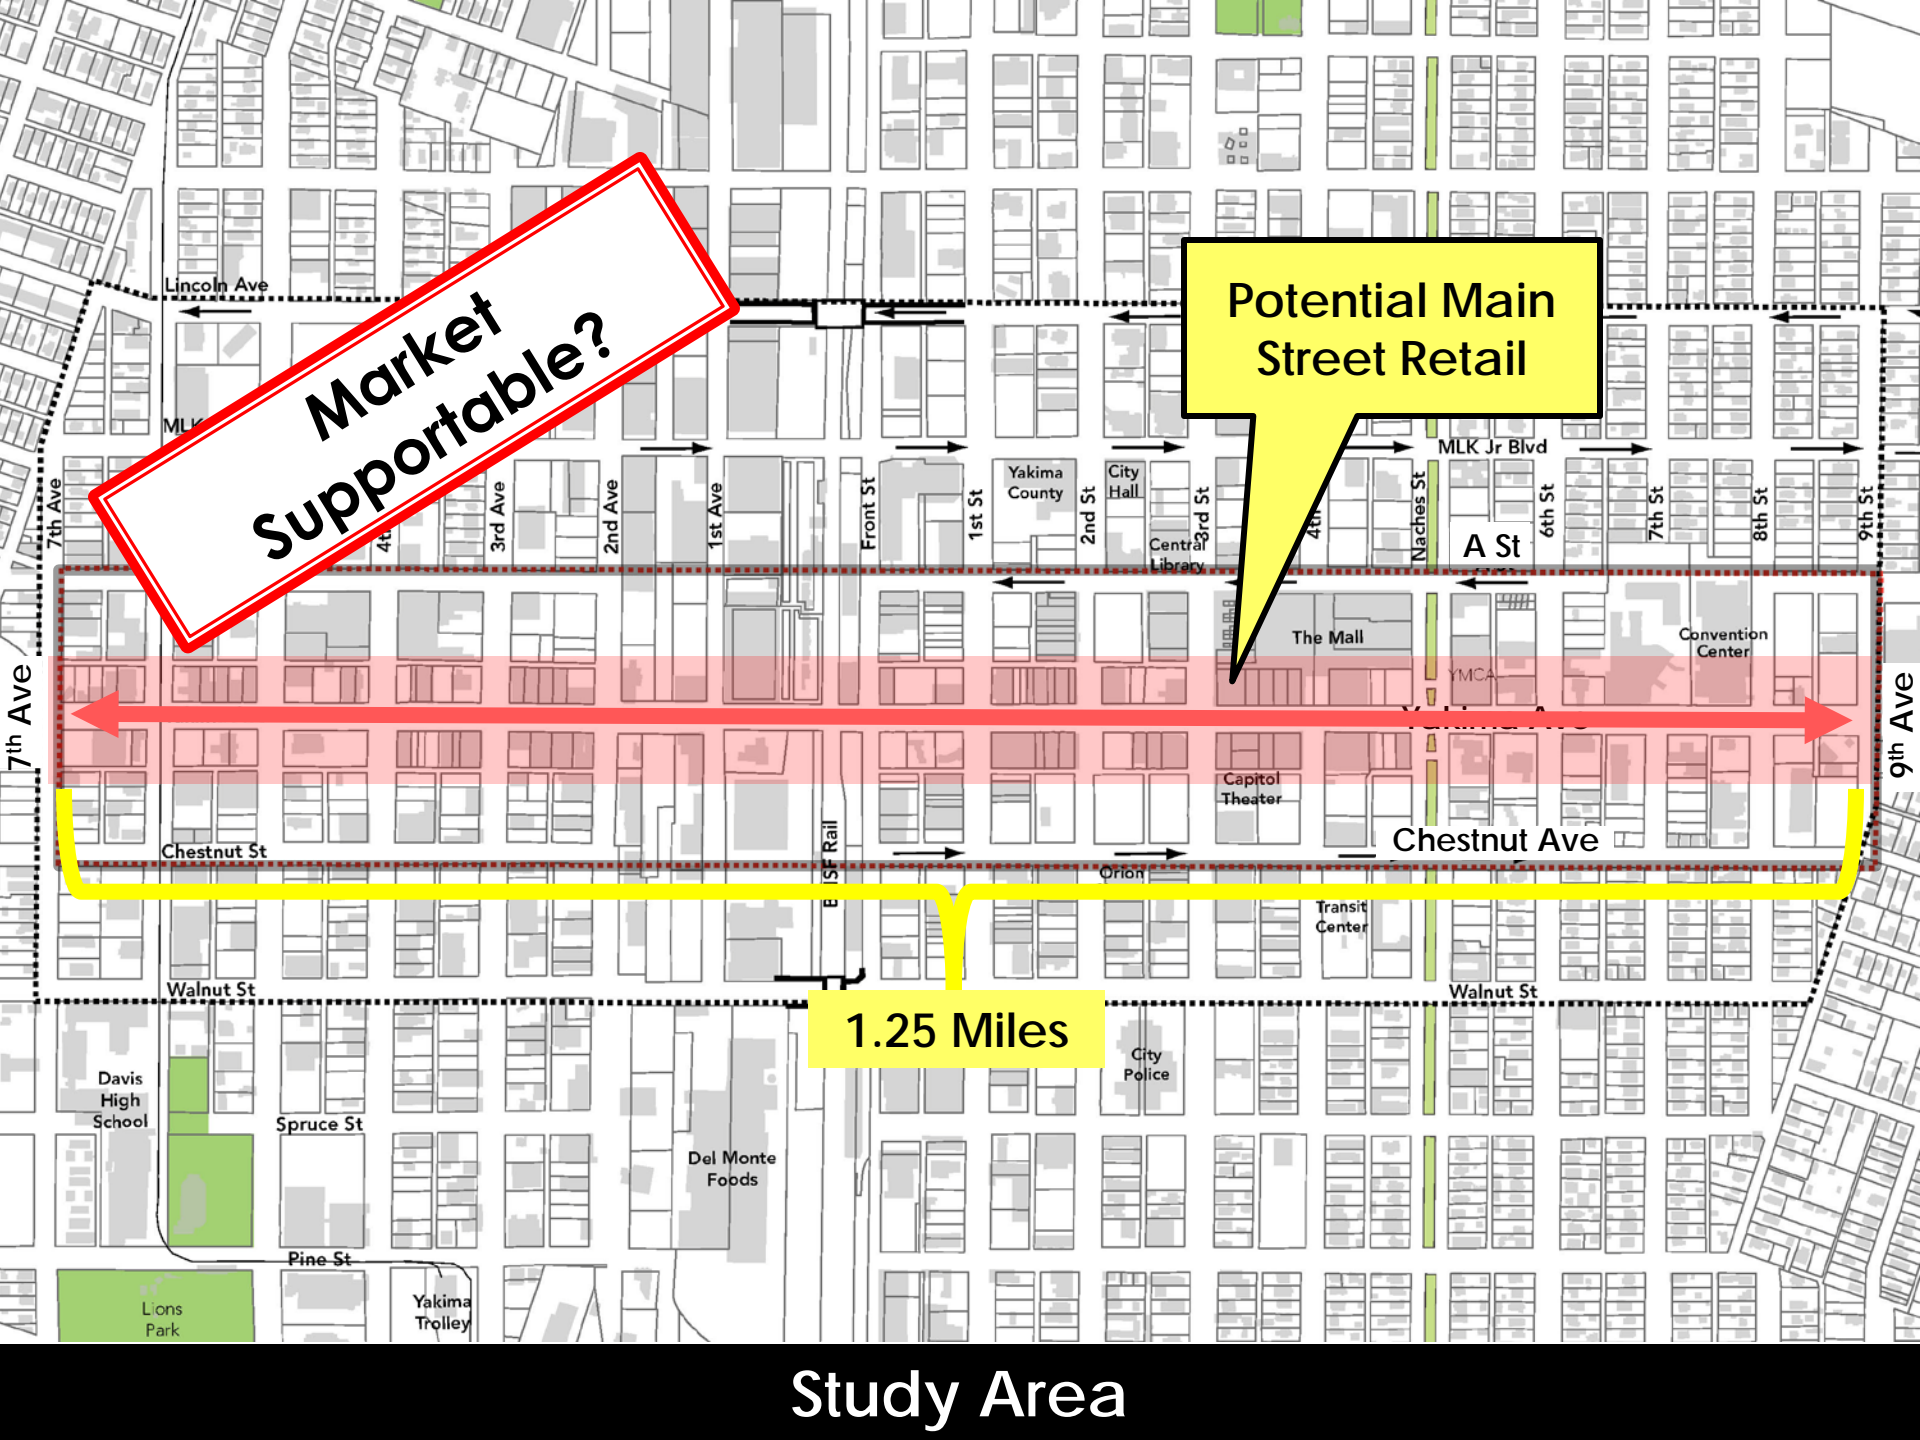 Lincoln Ave
Market
Supportable?
Potential Main
Street Retail
MLK
MLK Jr Blvd
7th Ave
3rd Ave
2nd Ave
1st Ave
Front St
1st St
Yakima
County
2nd St
City
Hall
3rd St
4th
Naches St
6th St
7th St
8th St
9th St
Central
Library
A St
The Mall
Convention
Center
YMCA
7th Ave
Yakima Ave
9th Ave
Capitol
Theater
Chestnut St
BNSF Rail
Chestnut Ave
Orion
Transit
Center
Walnut St
Walnut St
1.25 Miles
City
Police
Davis
High
School
Spruce St
Del Monte
Foods
Pine St
Lions
Park
Yakima
Trolley
Study Area